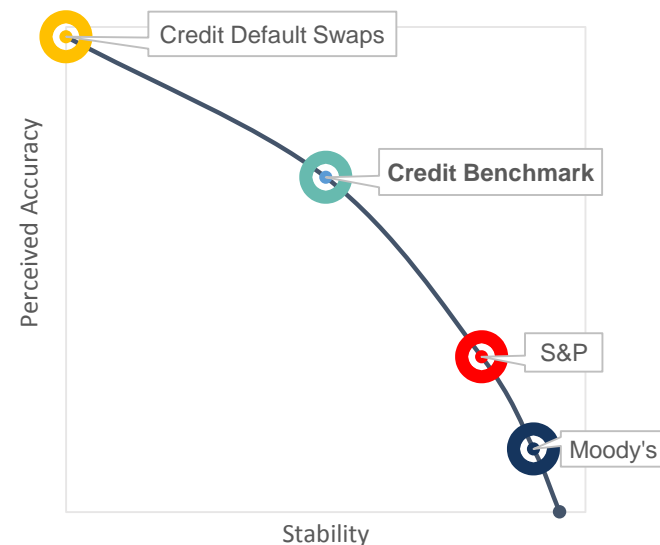 Credit Default Swaps
Perceived Accuracy
Credit Benchmark
S&P
Moody's
Stability